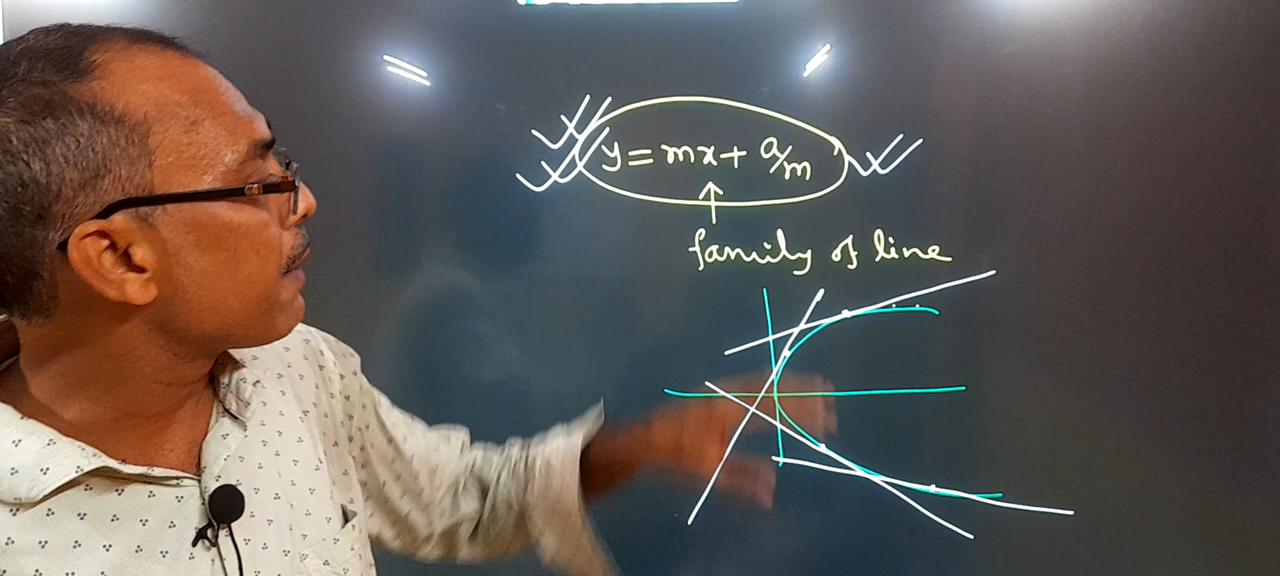 y = mx + a/m
family of line